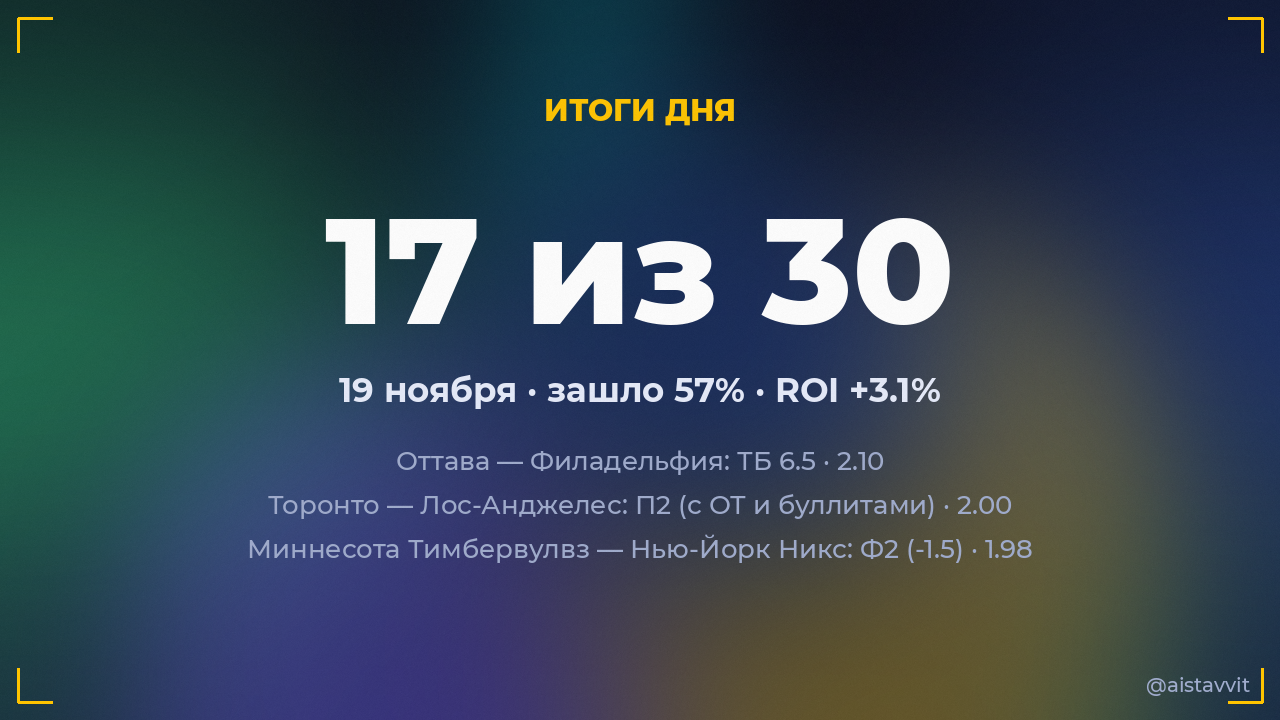 ИТОГИ ДНЯ
17 из 30
19 ноября · зашло 57% · ROI +3.1%
Оттава — Филадельфия: ТБ 6.5 · 2.10
Торонто — Лос-Анджелес: П2 (с ОТ и буллитами) · 2.00
Миннесота Тимбервулвз — Нью-Йорк Никс: Ф2 (-1.5) · 1.98
@aistavvit